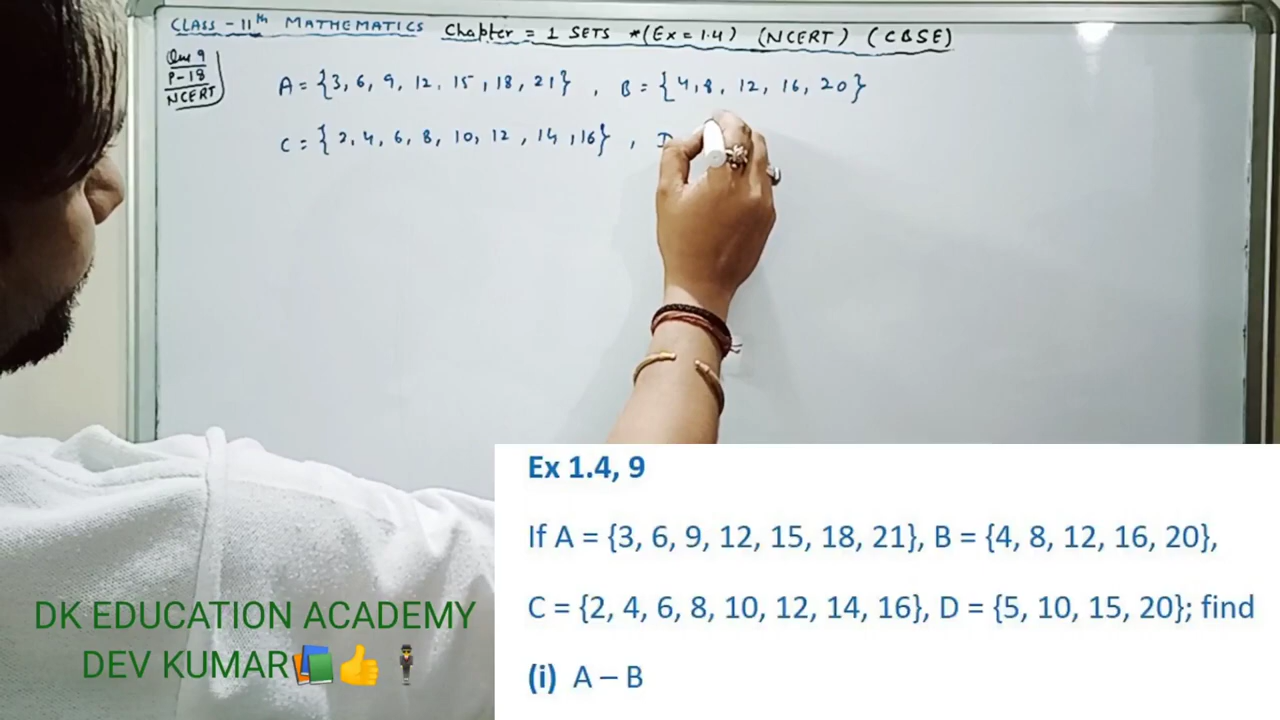 CLASS - 11th MATHEMATICS Chapter = 1 SETS *(Ex = 1.4) (NCERT) (CBSE)
Que 9
P-18
NCERT
A = {3, 6, 9, 12, 15, 18, 21} , B = {4, 8, 12, 16, 20}
C = {2, 4, 6, 8, 10, 12, 14, 16} , D
Ex 1.4, 9
If A = {3, 6, 9, 12, 15, 18, 21}, B = {4, 8, 12, 16, 20},
C = {2, 4, 6, 8, 10, 12, 14, 16}, D = {5, 10, 15, 20}; find
(i) A – B
DK EDUCATION ACADEMY
DEV KUMAR📚👍🕴